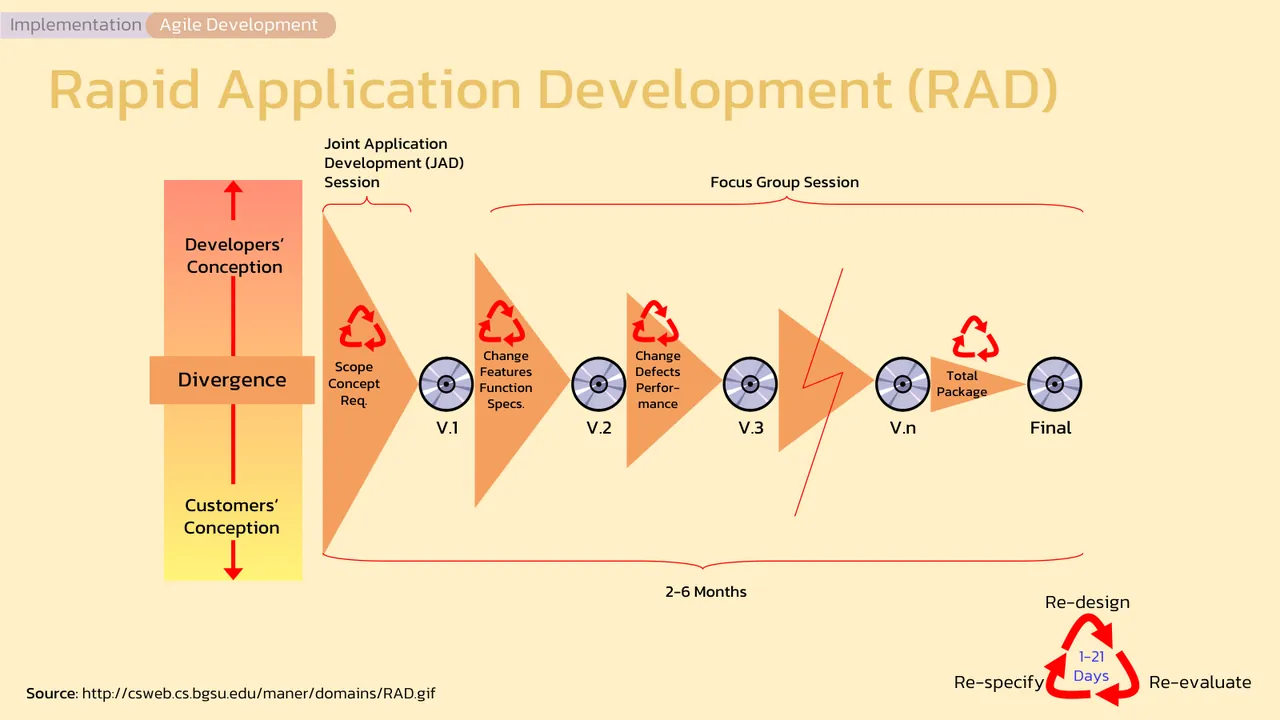 Implementation
Agile Development
Rapid Application Development (RAD)
Joint Application
Development (JAD)
Session
Focus Group Session
Developers’
Conception
Divergence
Customers’
Conception
Scope
Concept
Req.
V.1
Change
Features
Function
Specs.
V.2
Change
Defects
Perfor-
mance
V.3
V.n
Total
Package
Final
2-6 Months
Re-design
1-21
Days
Re-specify
Re-evaluate
Source: http://csweb.cs.bgsu.edu/maner/domains/RAD.gif